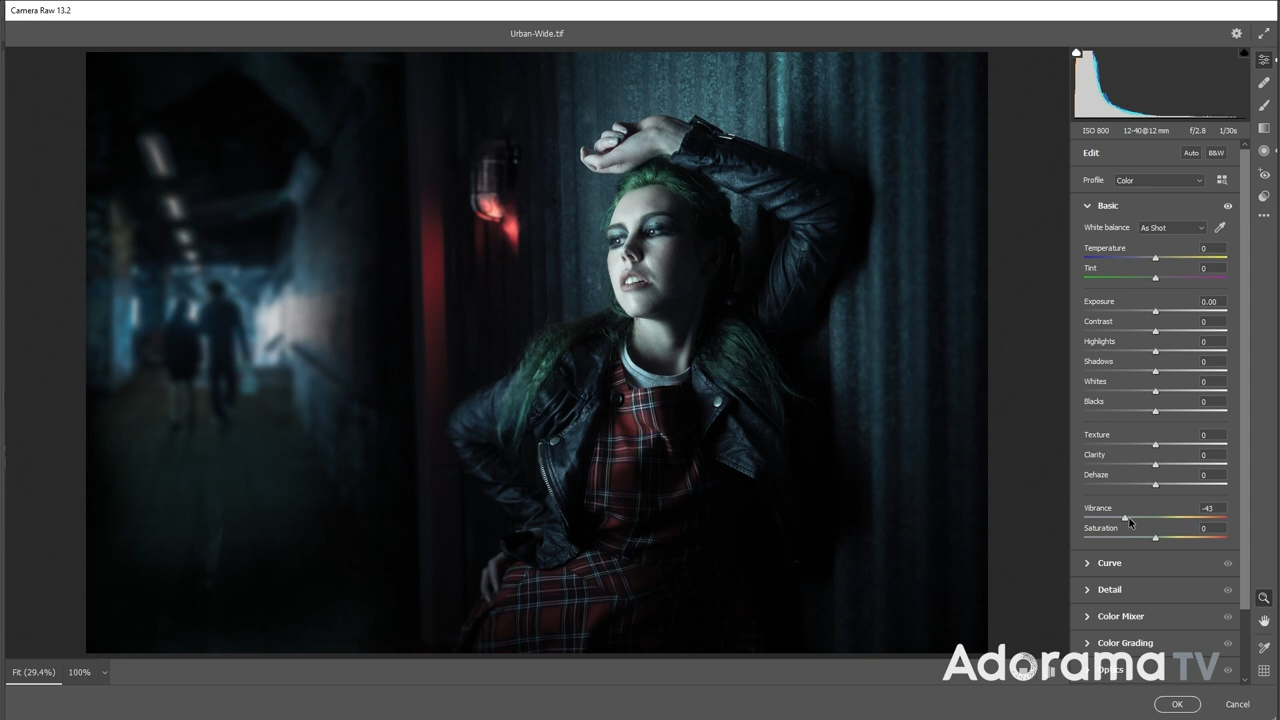 Camera Raw 13.2
Urban-Wide.tif
ISO 800 12-40@12 mm f/2.8 1/30s
Edit Auto B&W
Profile Color
Basic
White balance As Shot
Temperature 0
Tint 0
Exposure 0.00
Contrast 0
Highlights 0
Shadows 0
Whites 0
Blacks 0
Texture 0
Clarity 0
Dehaze 0
Vibrance -43
Saturation 0
Curve
Detail
Color Mixer
Color Grading
Optics
Adorama TV
Fit (29.4%) 100%
OK Cancel